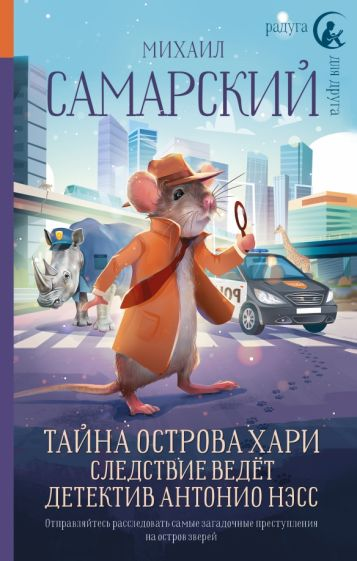 радуга
для друга
МИХАИЛ
САМАРСКИЙ
PO
ТАЙНА ОСТРОВА ХАРИ
СЛЕДСТВИЕ ВЕДЁТ
ДЕТЕКТИВ АНТОНИО НЭСС
Отправляйтесь расследовать самые загадочные преступления
на остров зверей